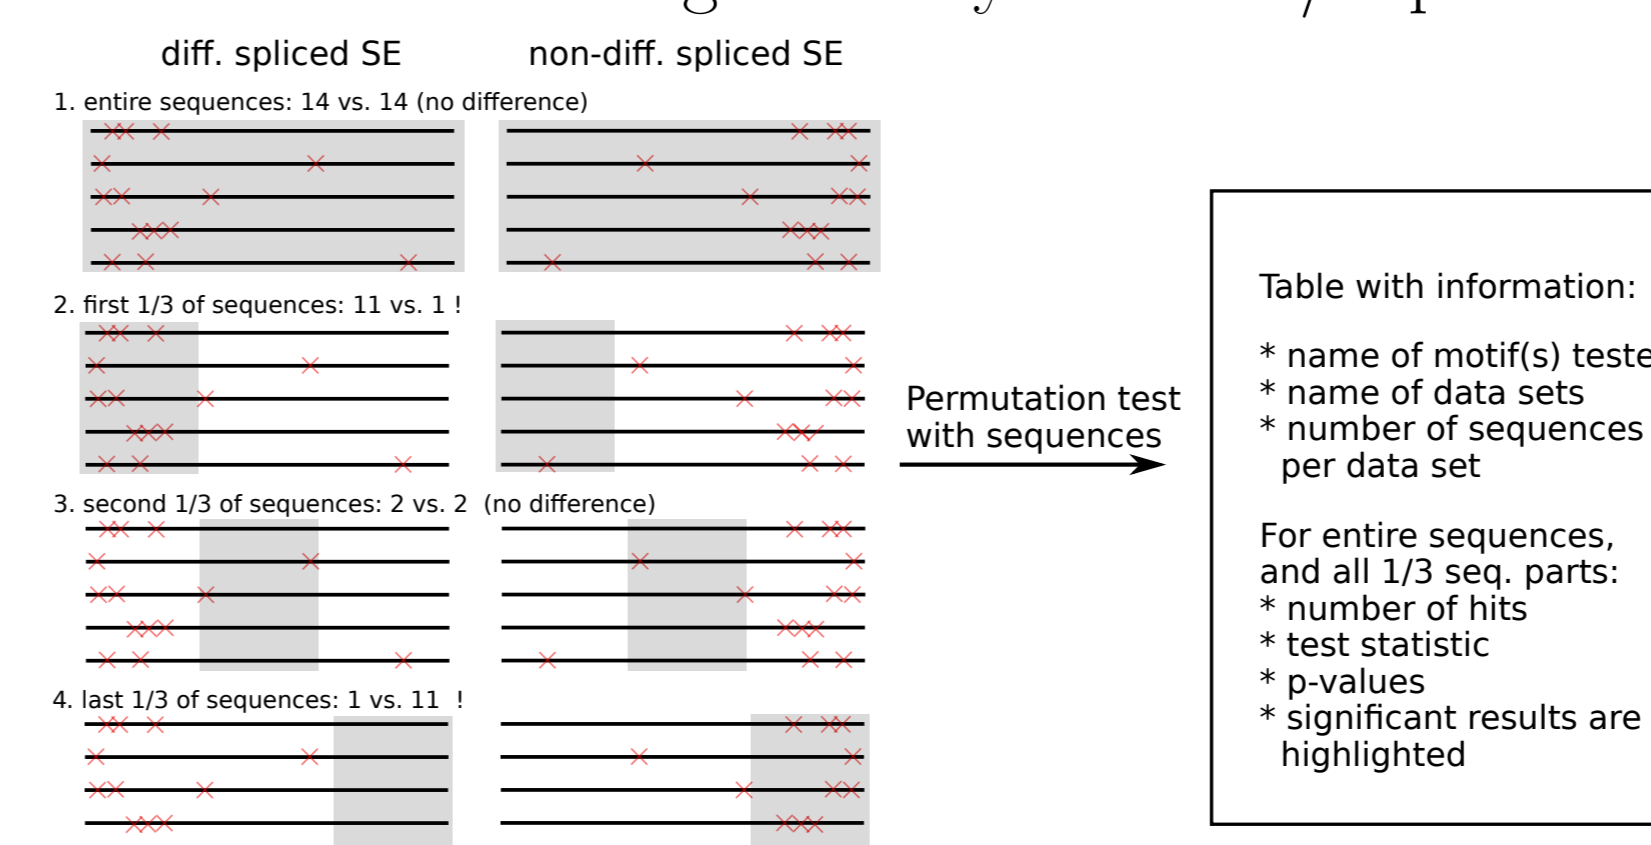 diff. spliced SE
non-diff. spliced SE
1. entire sequences: 14 vs. 14 (no difference)
2. first 1/3 of sequences: 11 vs. 1 !
3. second 1/3 of sequences: 2 vs. 2 (no difference)
4. last 1/3 of sequences: 1 vs. 11 !
Permutation test
with sequences
Table with information:
* name of motif(s) teste
* name of data sets
* number of sequences
per data set
For entire sequences,
and all 1/3 seq. parts:
* number of hits
* test statistic
* p-values
* significant results are
highlighted